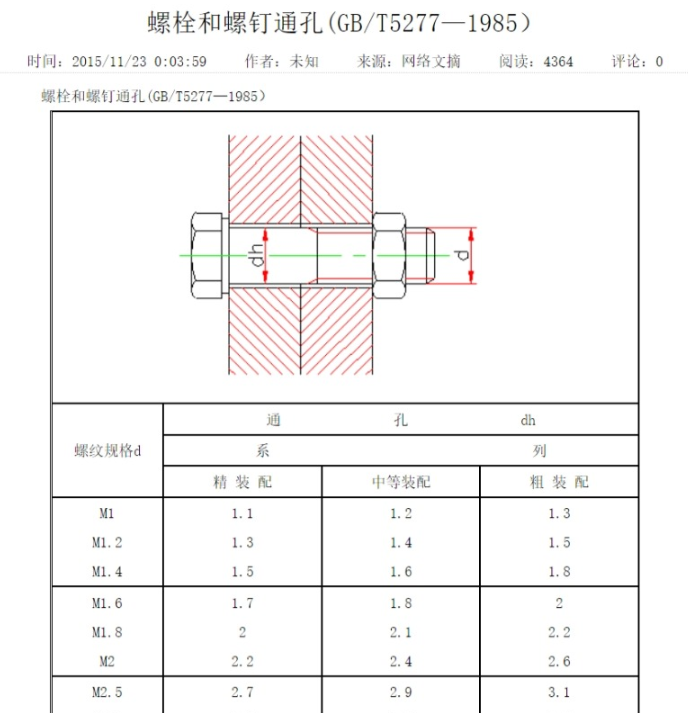 螺栓和螺钉通孔(GB/T5277—1985)
时间: 2015/11/23 0:03:59 作者: 未知 来源: 网络文摘 阅读: 4364 评论: 0
螺栓和螺钉通孔(GB/T5277—1985)
dh d
螺纹规格d 通 孔 dh
系 列
精 装 配 中等装配 粗 装 配
M1 1.1 1.2 1.3
M1.2 1.3 1.4 1.5
M1.4 1.5 1.6 1.8
M1.6 1.7 1.8 2
M1.8 2 2.1 2.2
M2 2.2 2.4 2.6
M2.5 2.7 2.9 3.1